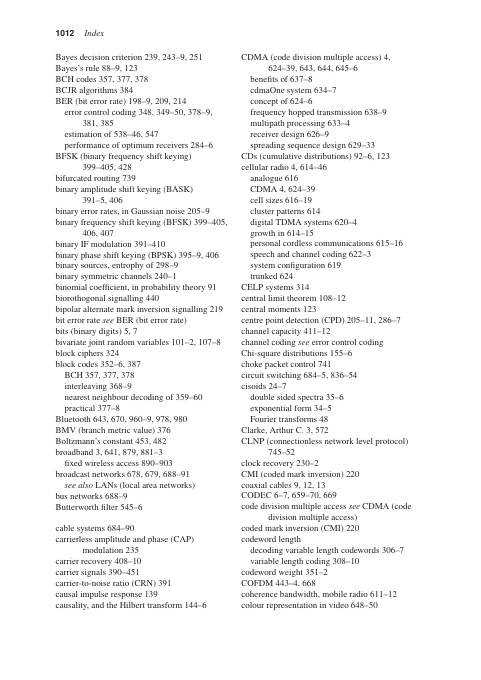 1012 Index
Bayes decision criterion 239, 243–9, 251
Bayes's rule 88–9, 123
BCH codes 357, 377, 378
BCJR algorithms 384
BER (bit error rate) 198–9, 209, 214
error control coding 348, 349–50, 378–9,
381, 385
estimation of 538–46, 547
performance of optimum receivers 284–6
BFSK (binary frequency shift keying)
399–405, 428
bifurcated routing 739
binary amplitude shift keying (BASK)
391–5, 406
binary error rates, in Gaussian noise 205–9
binary frequency shift keying (BFSK) 399–405,
406, 407
binary IF modulation 391–410
binary phase shift keying (BPSK) 395–9, 406
binary sources, entropy of 298–9
binary symmetric channels 240–1
binomial coefficient, in probability theory 91
biorothogonal signalling 440
bipolar alternate mark inversion signalling 219
bit error rate see BER (bit error rate)
bits (binary digits) 5, 7
bivariate joint random variables 101–2, 107–8
block ciphers 324
block codes 352–6, 387
BCH 357, 377, 378
interleaving 368–9
nearest neighbour decoding of 359–60
practical 377–8
Bluetooth 643, 670, 960–9, 978, 980
BMV (branch metric value) 376
Boltzmann's constant 453, 482
broadband 3, 641, 879, 881–3
fixed wireless access 890–903
broadcast networks 678, 679, 688–91
see also LANs (local area networks)
bus networks 688–9
Butterworth filter 545–6
cable systems 684–90
carrierless amplitude and phase (CAP)
modulation 235
carrier recovery 408–10
carrier signals 390–451
carrier-to-noise ratio (CRN) 391
causal impulse response 139
causality, and the Hilbert transform 144–6
CDMA (code division multiple access) 4,
624–39, 643, 644, 645–6
benefits of 637–8
cdmaOne system 634–7
concept of 624–6
frequency hopped transmission 638–9
multipath processing 633–4
receiver design 626–9
spreading sequence design 629–33
CDs (cumulative distributions) 92–6, 123
cellular radio 4, 614–46
analogue 616
CDMA 4, 624–39
cell sizes 616–19
cluster patterns 614
digital TDMA systems 620–4
growth in 614–15
personal cordless communications 615–16
speech and channel coding 622–3
system configuration 619
trunked 624
CELP systems 314
central limit theorem 108–12
central moments 123
centre point detection (CPD) 205–11, 286–7
channel capacity 411–12
channel coding see error control coding
Chi-square distributions 155–6
choke packet control 741
circuit switching 684–5, 836–54
cisoids 24–7
double sided spectra 35–6
exponential form 34–5
Fourier transforms 48
Clarke, Arthur C. 3, 572
CLNP (connectionless network level protocol)
745–52
clock recovery 230–2
CMI (coded mark inversion) 220
coaxial cables 9, 12, 13
CODEC 6–7, 659–70, 669
code division multiple access see CDMA (code
division multiple access)
coded mark inversion (CMI) 220
codeword length
decoding variable length codewords 306–7
variable length coding 308–10
codeword weight 351–2
COFDM 443–4, 668
coherence bandwidth, mobile radio 611–12
colour representation in video 648–50